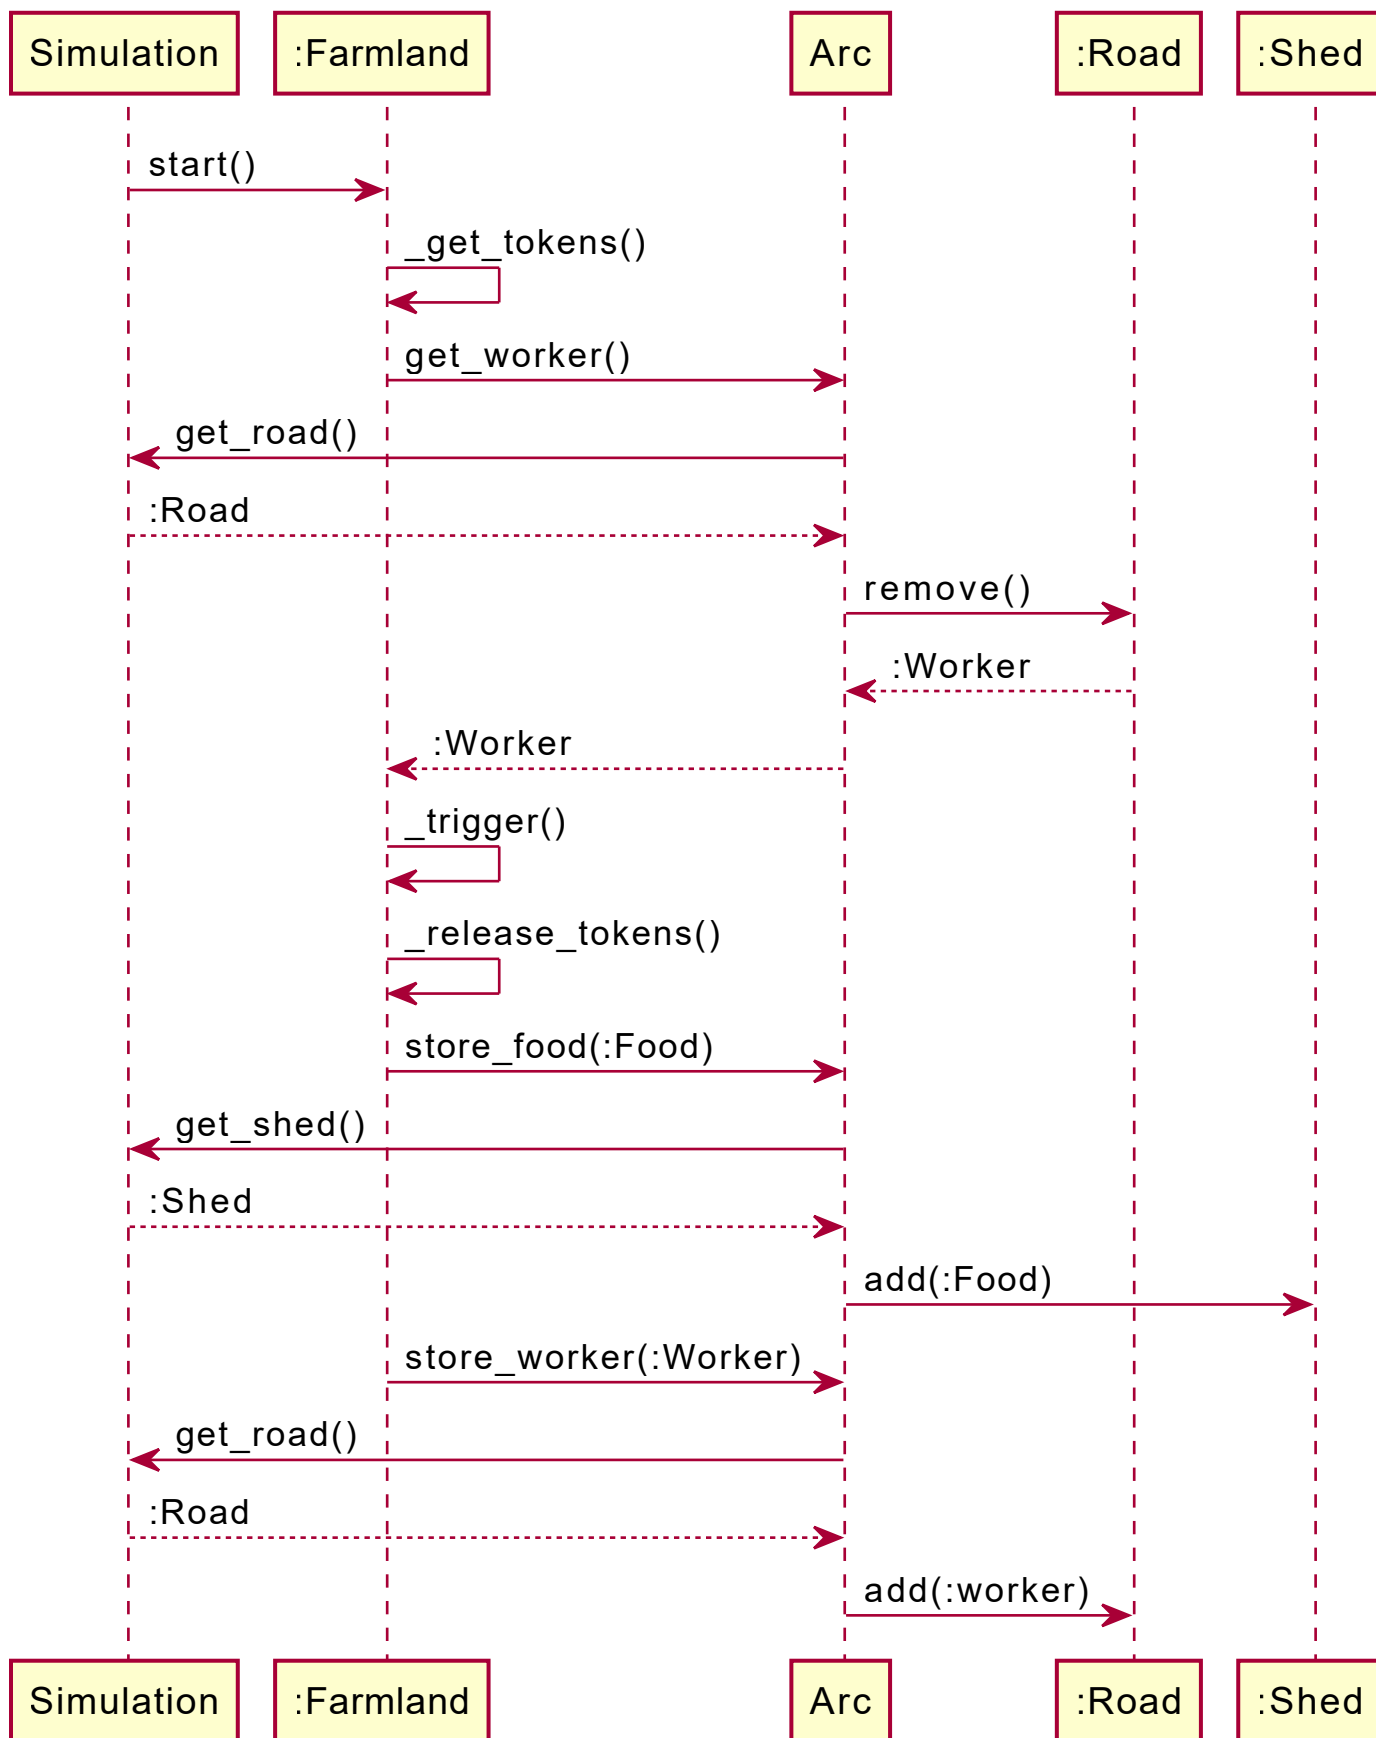 Simulation
:Farmland
Arc
:Road
:Shed
start()
_get_tokens()
get_worker()
get_road()
:Road
remove()
:Worker
:Worker
_trigger()
_release_tokens()
store_food(:Food)
get_shed()
:Shed
add(:Food)
store_worker(:Worker)
get_road()
:Road
add(:worker)
Simulation
:Farmland
Arc
:Road
:Shed